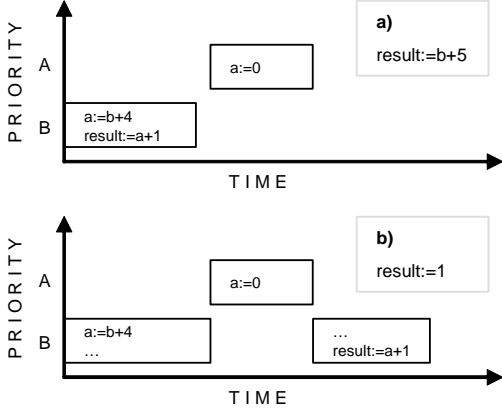 PRIORITY
A
B
a:=0
a:=b+4
result:=a+1
TIME
a)
result:=b+5
PRIORITY
A
B
a:=0
a:=b+4
…
…
result:=a+1
TIME
b)
result:=1